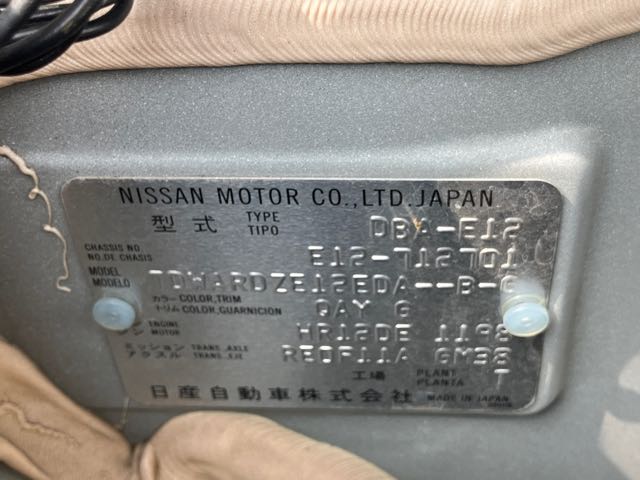 NISSAN MOTOR CO.,LTD.JAPAN
型式 TYPE TIPO DBA-E12
CHASSIS NO. NO.DE CHASIS E12-712701
MODEL MODELO TDWARDZE12EDA--B-
カラー トリム COLOR,TRIM COLOR,GUARNICION QAY G
ENGINE MOTOR HR12DE 1198
ミッション アクスル TRANS.,AXLE TRANS.,EJE RE0F11A GM38
工場 PLANT PLANTA T
日産自動車株式会社 MADE IN JAPAN